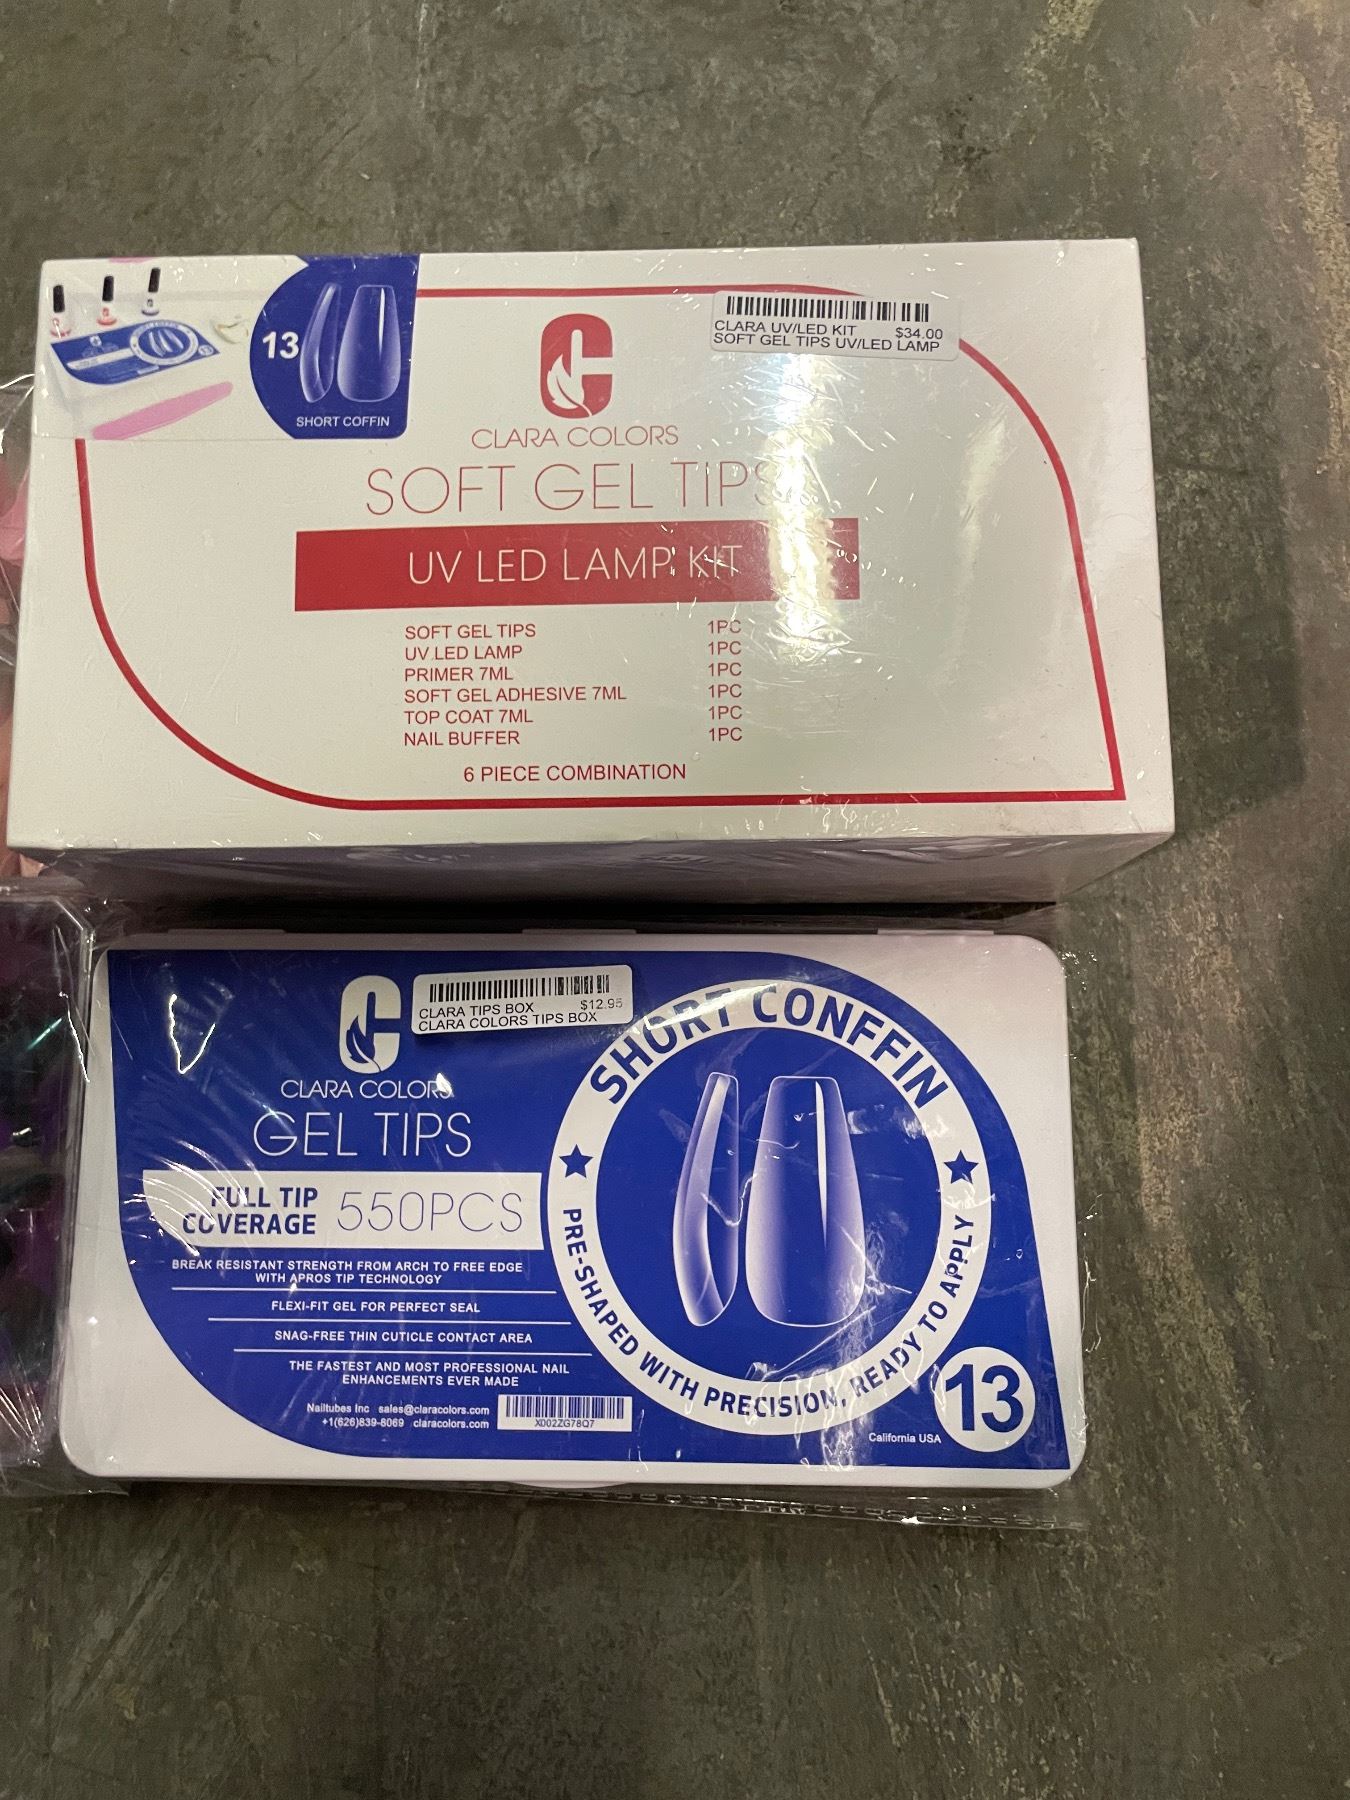 13
SHORT COFFIN
CLARA UV/LED KIT $34.00
SOFT GEL TIPS UV/LED LAMP
C
CLARA COLORS
SOFT GEL TIPS
UV LED LAMP KIT
SOFT GEL TIPS 1PC
UV LED LAMP 1PC
PRIMER 7ML 1PC
SOFT GEL ADHESIVE 7ML 1PC
TOP COAT 7ML 1PC
NAIL BUFFER 1PC
6 PIECE COMBINATION
C
CLARA TIPS BOX $12.95
CLARA COLORS TIPS BOX
CLARA COLORS
GEL TIPS
FULL TIP
COVERAGE 550PCS
BREAK RESISTANT STRENGTH FROM ARCH TO FREE EDGE
WITH APROS TIP TECHNOLOGY
FLEXI-FIT GEL FOR PERFECT SEAL
SNAG-FREE THIN CUTICLE CONTACT AREA
THE FASTEST AND MOST PROFESSIONAL NAIL
ENHANCEMENTS EVER MADE
Nailtubes Inc sales@claracolors.com
+1(626)839-8069 claracolors.com
X002ZG78Q7
SHORT CONFFIN
PRE-SHAPED WITH PRECISION, READY TO APPLY
California USA
13